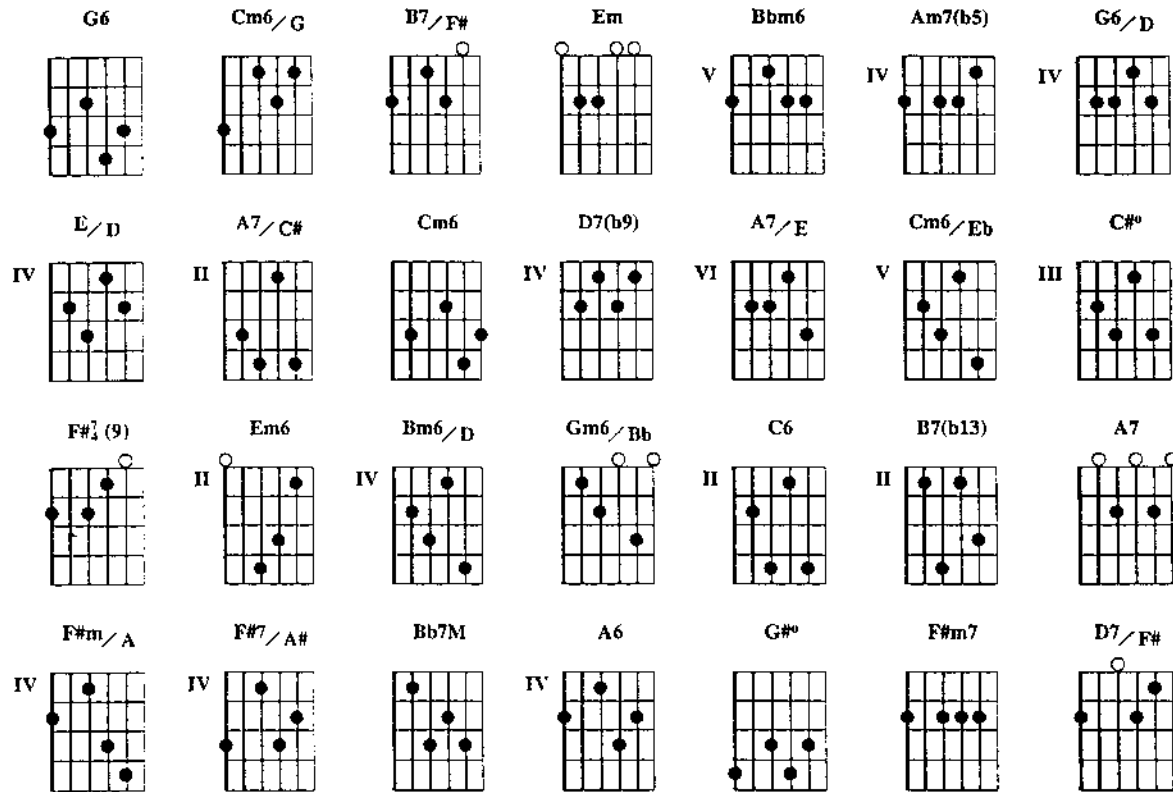 G6 Cm6/G B7/F# Em Bbm6 Am7(b5) G6/D
V IV IV
E/D A7/C# Cm6 D7(b9) A7/E Cm6/Eb C#º
IV II IV VI V III
F#7/4(9) Em6 Bm6/D Gm6/Bb C6 B7(b13) A7
II IV II II
F#m/A F#7/A# Bb7M A6 G#º F#m7 D7/F#
IV IV IV